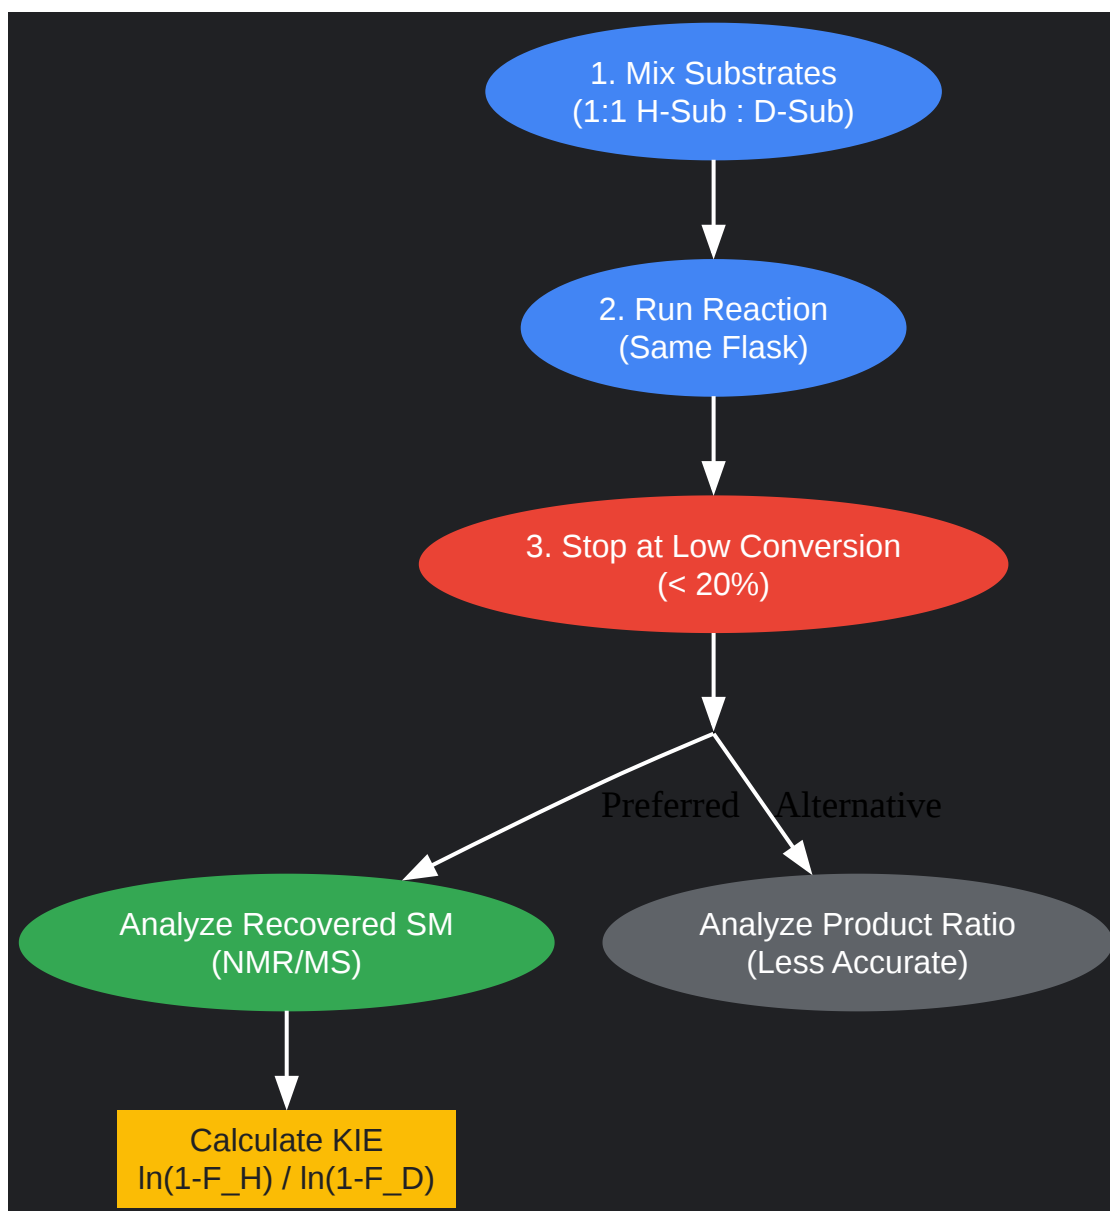 1. Mix Substrates
(1:1 H-Sub : D-Sub)
2. Run Reaction
(Same Flask)
3. Stop at Low Conversion
(< 20%)
Preferred
Alternative
Analyze Recovered SM
(NMR/MS)
Analyze Product Ratio
(Less Accurate)
Calculate KIE
ln(1-F_H) / ln(1-F_D)